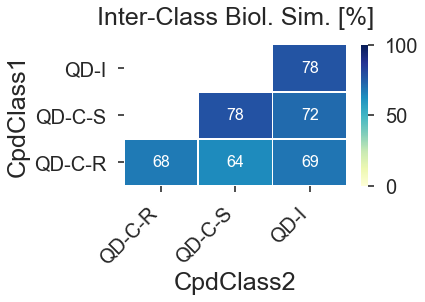 Inter-Class Biol. Sim. [%]
CpdClass1
QD-I 78
QD-C-S 78 72
QD-C-R 68 64 69
QD-C-R QD-C-S QD-I
CpdClass2
100
50
0